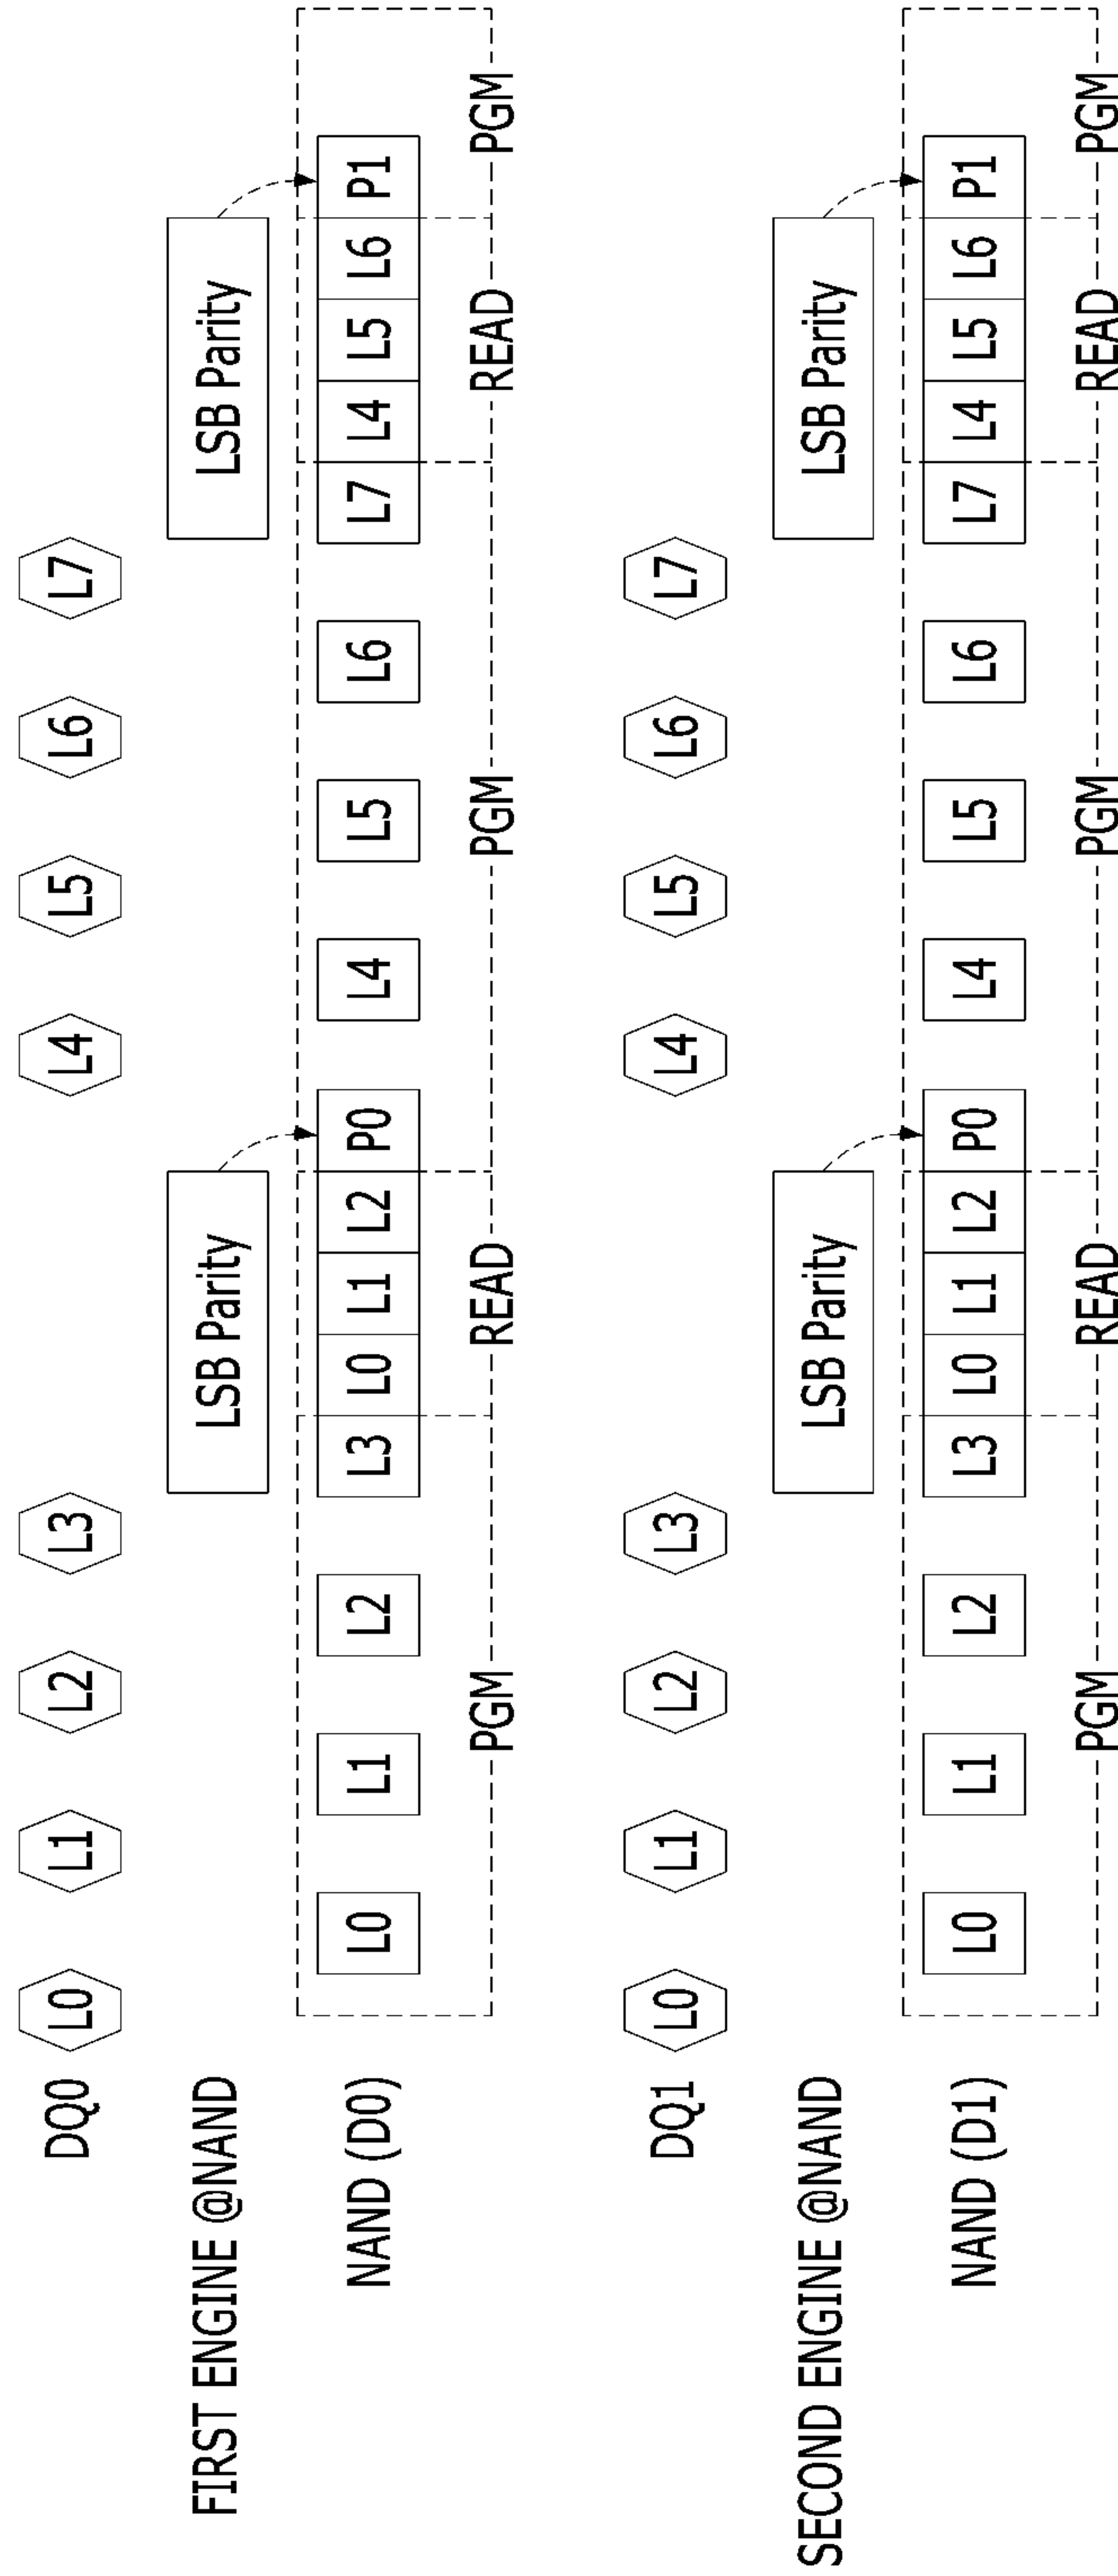 DQ0 L0 L1 L2 L3 L4 L5 L6 L7
FIRST ENGINE @NAND LSB Parity LSB Parity
NAND (D0) L0 L1 L2 L3 L0 L1 L2 P0 L4 L5 L6 L7 L4 L5 L6 P1
PGM READ PGM READ PGM
DQ1 L0 L1 L2 L3 L4 L5 L6 L7
SECOND ENGINE @NAND LSB Parity LSB Parity
NAND (D1) L0 L1 L2 L3 L0 L1 L2 P0 L4 L5 L6 L7 L4 L5 L6 P1
PGM READ PGM READ PGM